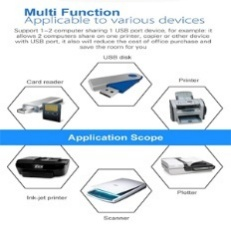 Multi Function
Applicable to various devices
Support 1-2 computer sharing 1 USB port device, for example: it
allows 2 computers share on one printer, copier or other device
with USB port, it also will reduce the cost of office purchase and
save the room for you
USB disk
Card reader
Printer
Application Scope
Ink-jet printer
Plotter
Scanner